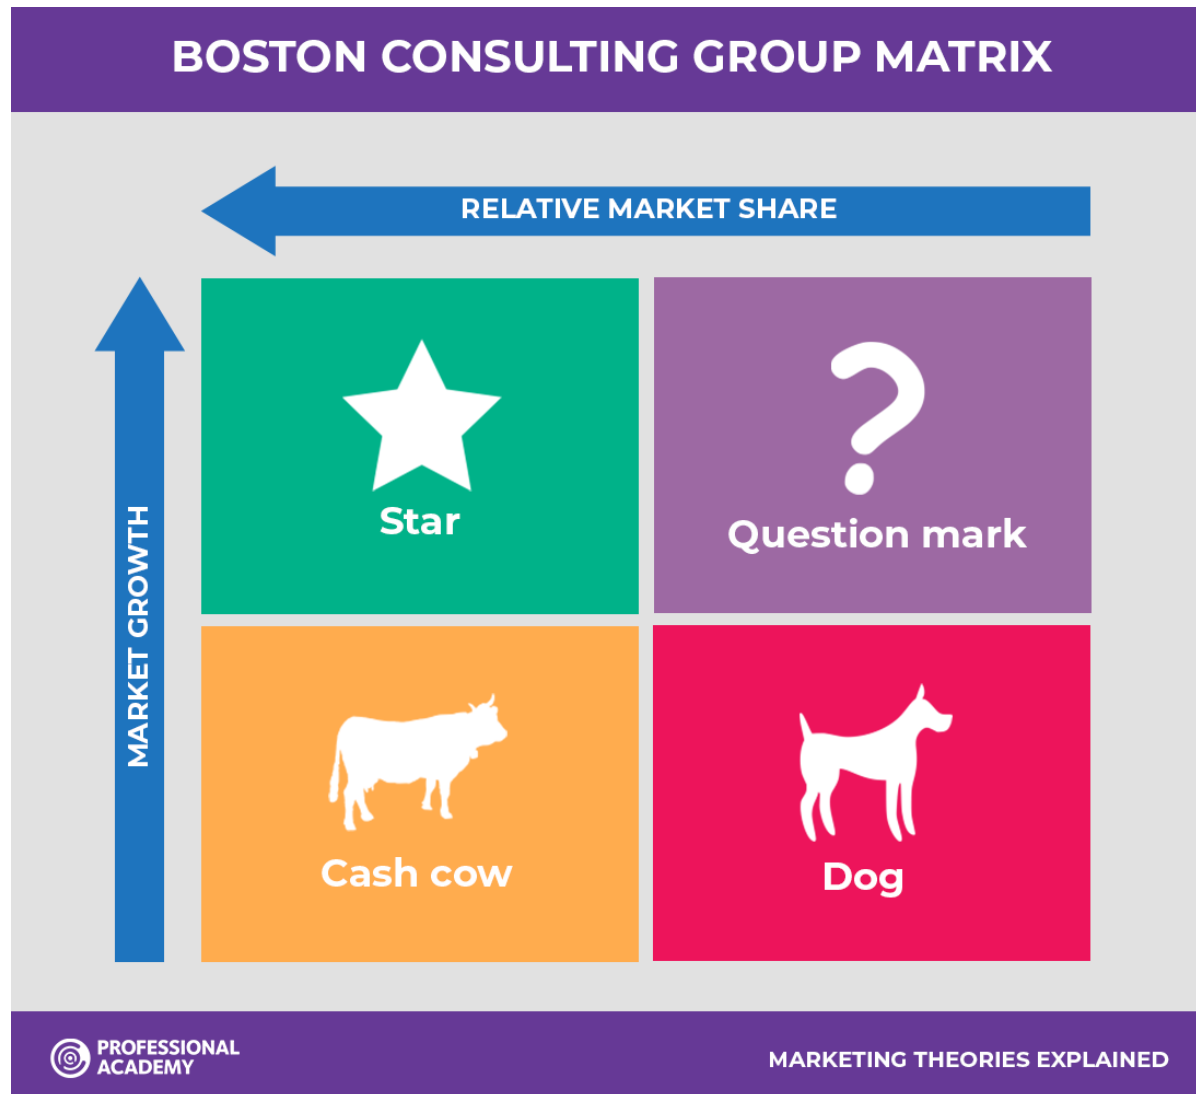 BOSTON CONSULTING GROUP MATRIX
RELATIVE MARKET SHARE
MARKET GROWTH
Star
?
Question mark
Cash cow
Dog
PROFESSIONAL
ACADEMY
MARKETING THEORIES EXPLAINED